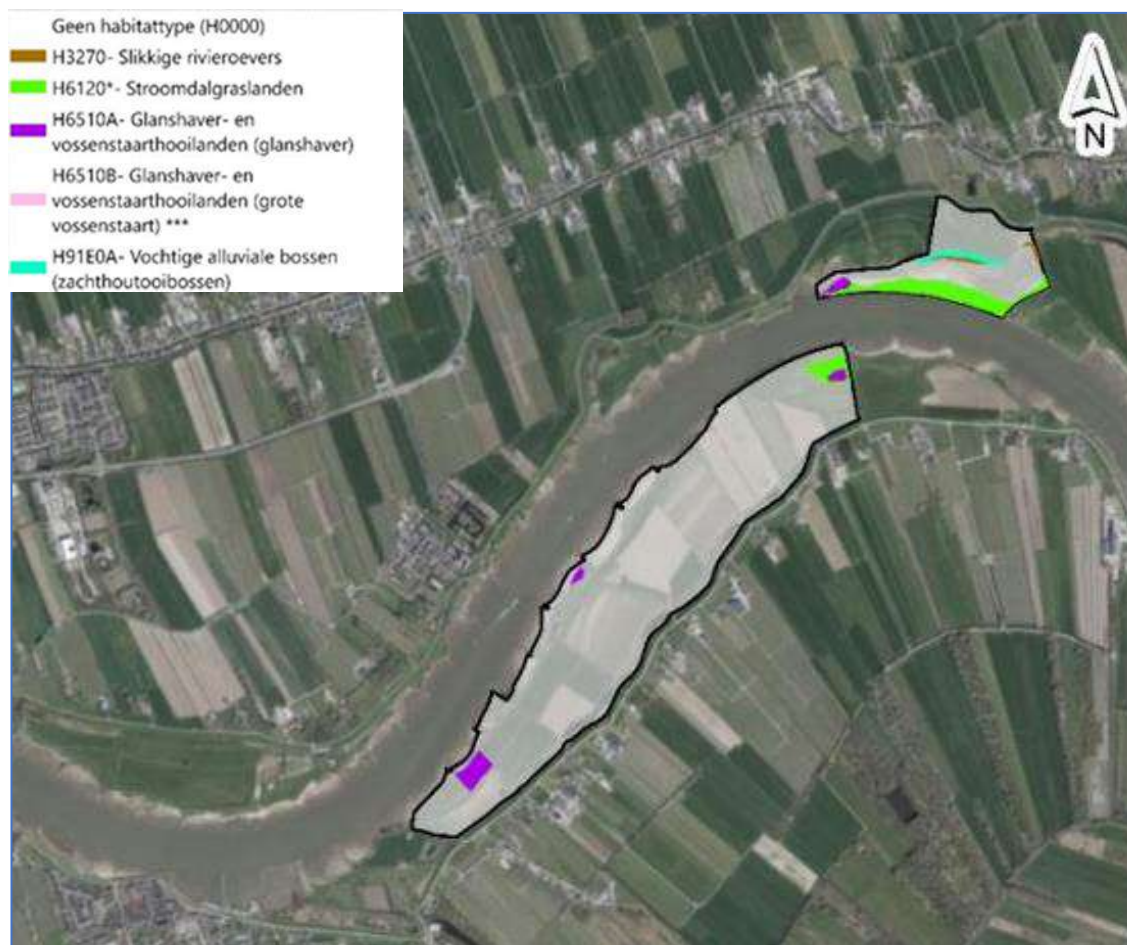 Geen habitattype (H0000)
H3270- Slikkige rivieroevers
H6120*- Stroomdalgraslanden
H6510A- Glanshaver- en
vossenstaarthooilanden (glanshaver)
H6510B- Glanshaver- en
vossenstaarthooilanden (grote
vossenstaart) ***
H91E0A- Vochtige alluviale bossen
(zachthoutooibossen)
N